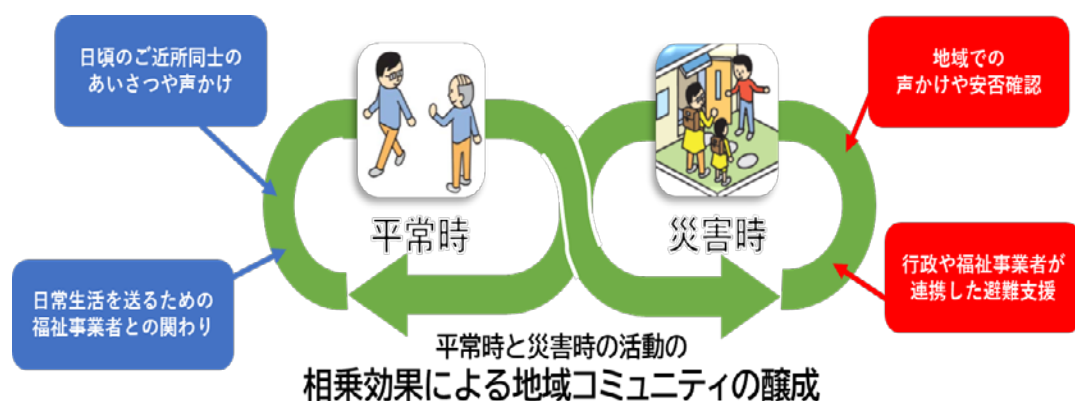 日頃のご近所同士の
あいさつや声かけ
地域での
声かけや安否確認
平常時
災害時
日常生活を送るための
福祉事業者との関わり
行政や福祉事業者が
連携した避難支援
平常時と災害時の活動の
相乗効果による地域コミュニティの醸成